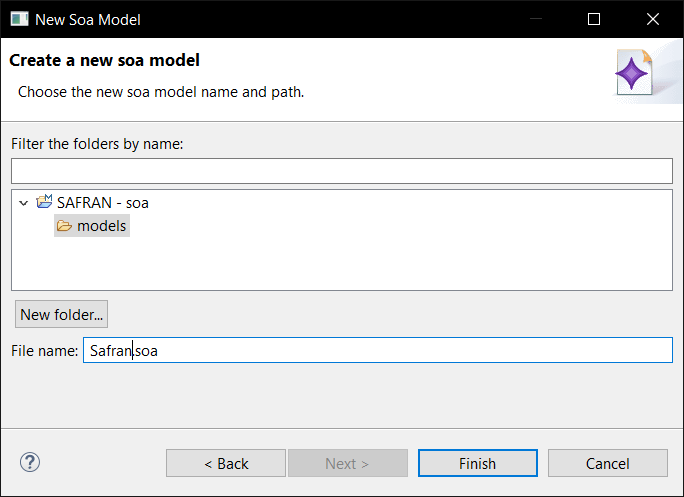 New Soa Model
Create a new soa model
Choose the new soa model name and path.
Filter the folders by name:
SAFRAN - soa
models
New folder...
File name: Safran.soa
< Back Next > Finish Cancel